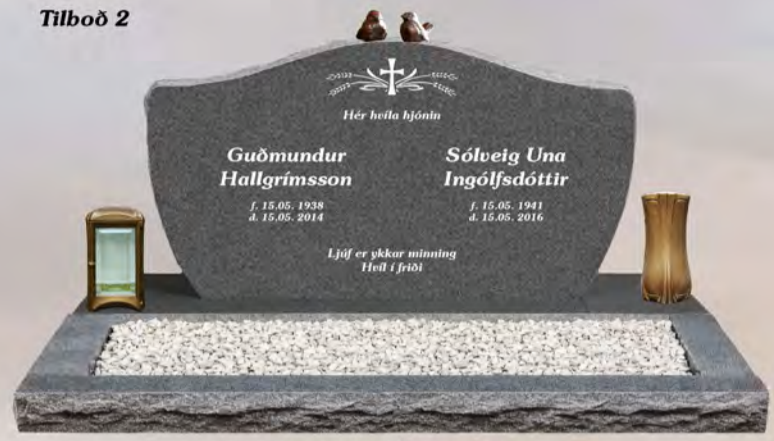 Tilboð 2
Hér hvíla hjónin
Guðmundur
Hallgrímsson
f. 15.05. 1938
d. 15.05. 2014
Sólveig Una
Ingólfsdóttir
f. 15.05. 1941
d. 15.05. 2016
Ljúf er ykkar minning
Hvíl í friði